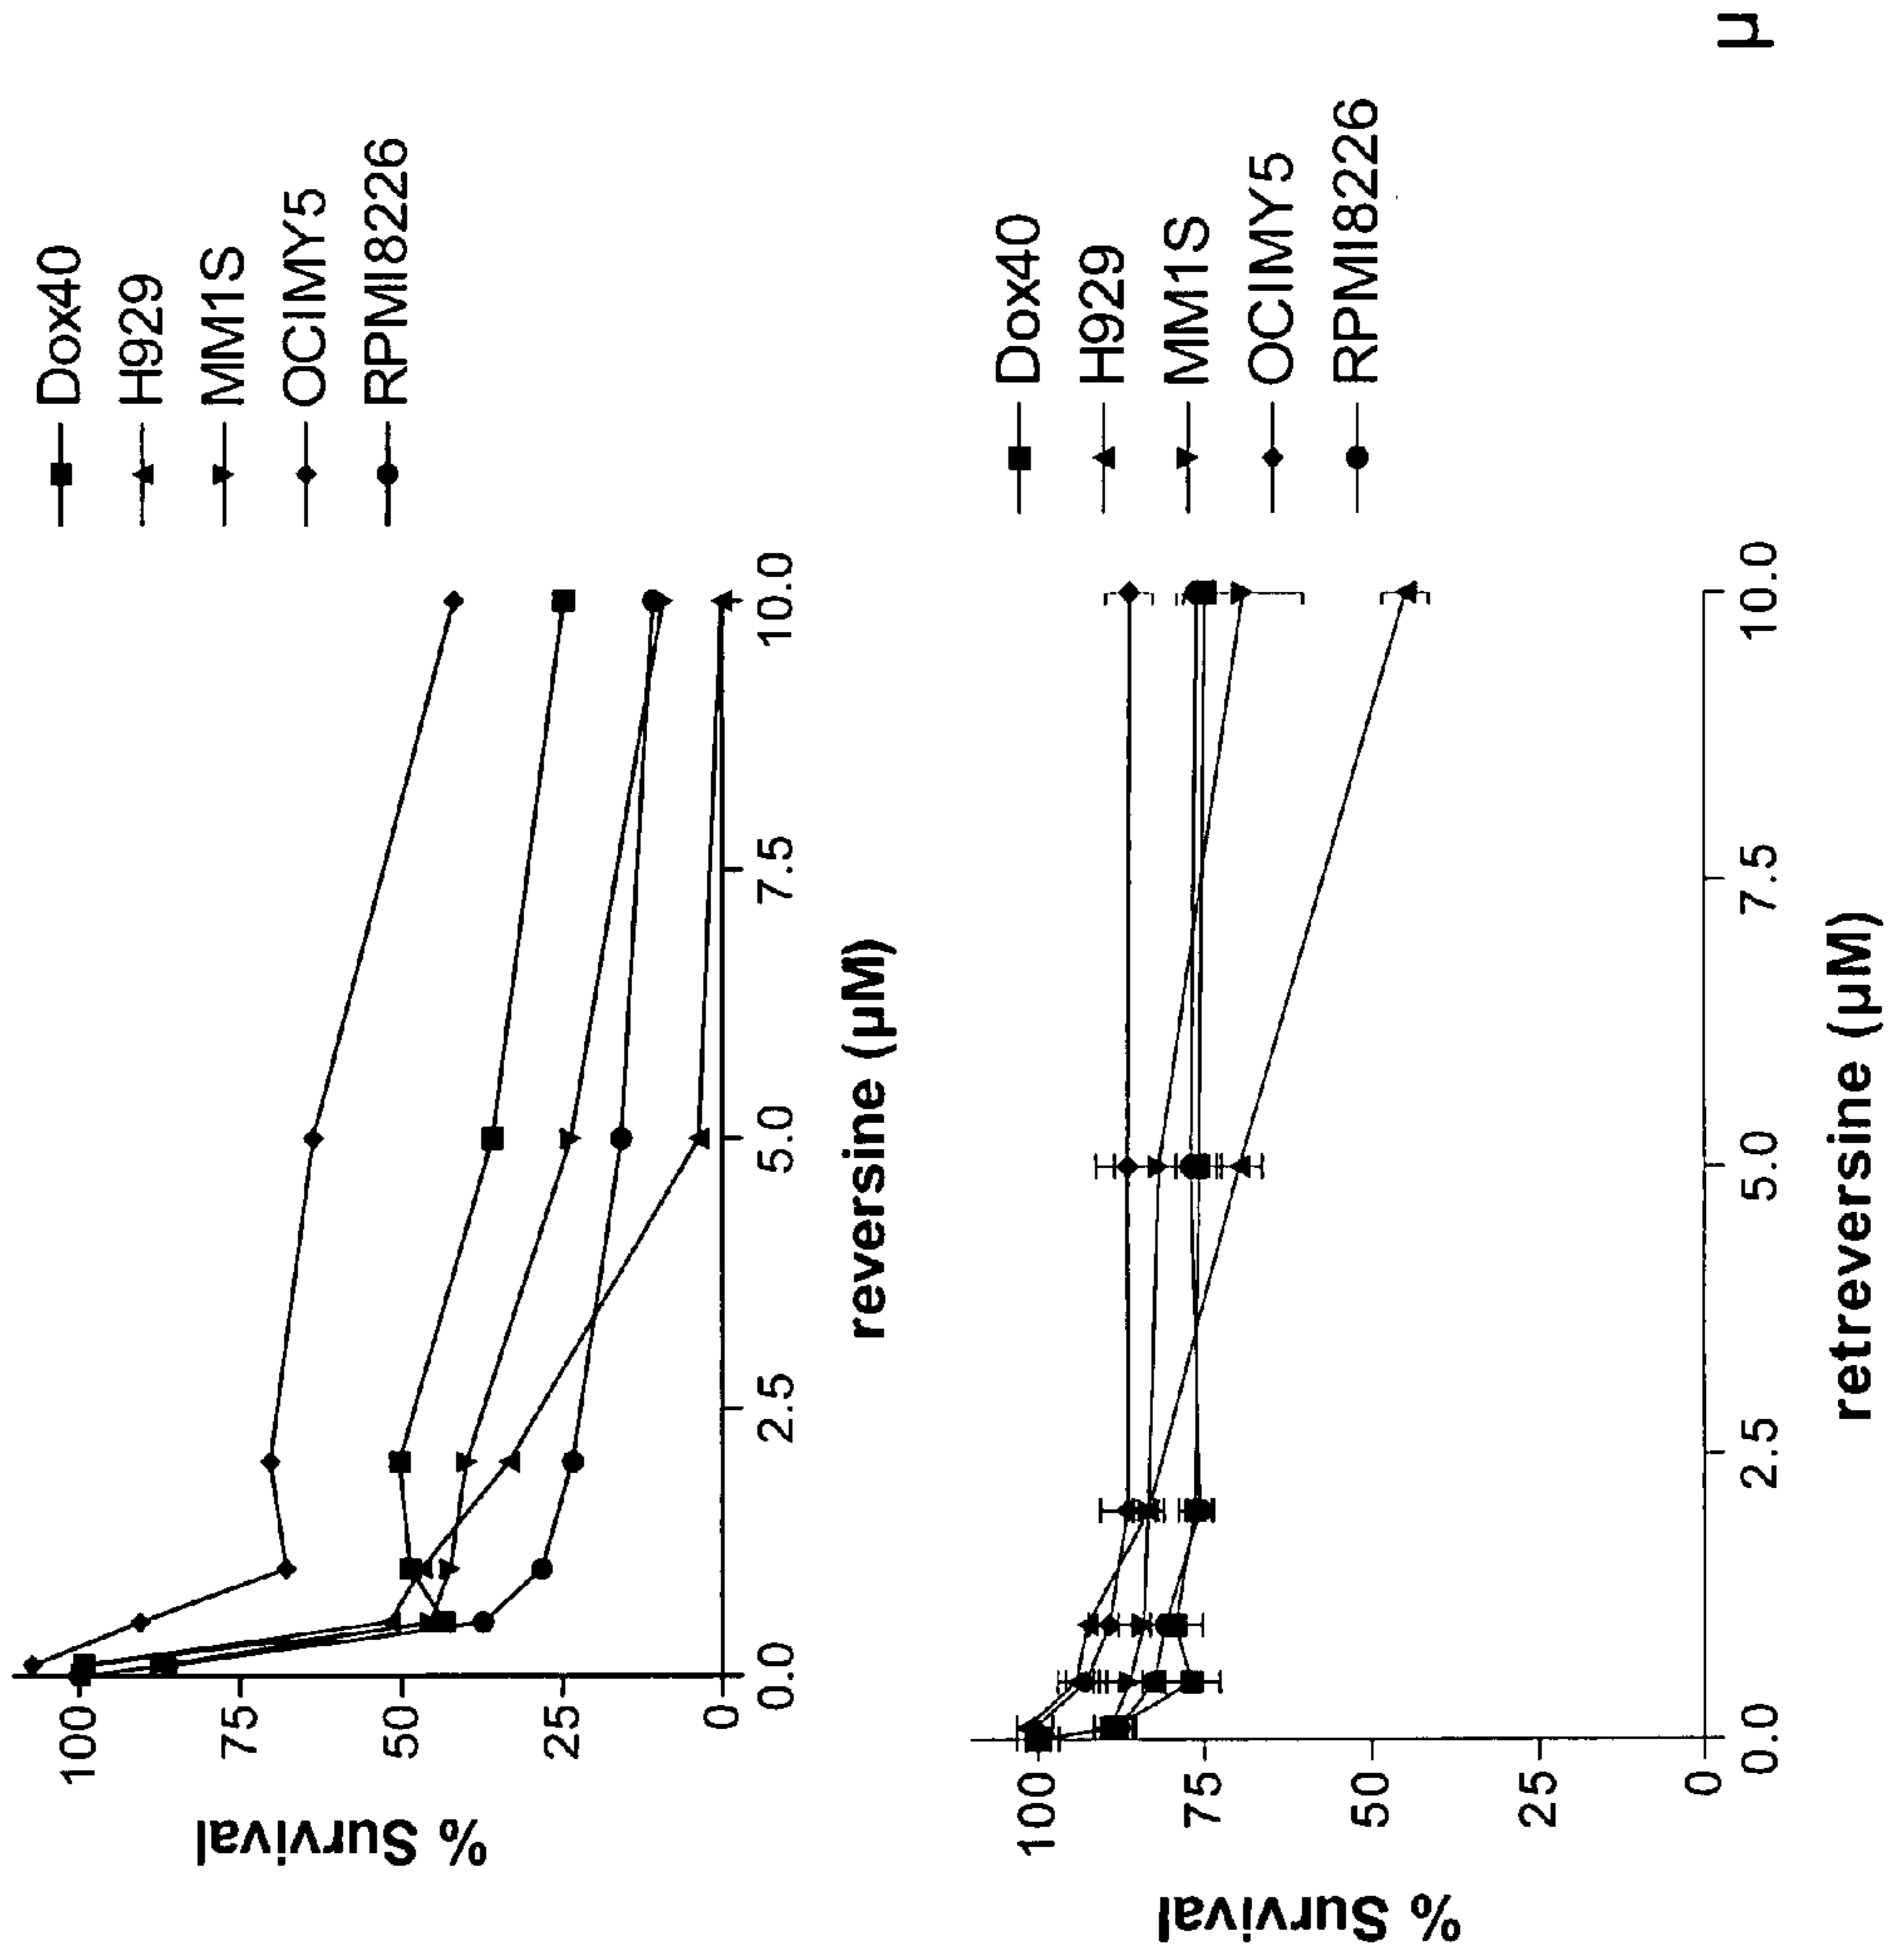 % Survival
100
75
50
25
0
0.0
2.5
5.0
7.5
10.0
reversine (µM)
Dox40
H929
MM1S
OCIMY5
RPMI8226
% Survival
100
75
50
25
0
0.0
2.5
5.0
7.5
10.0
retreversine (µM)
Dox40
H929
MM1S
OCIMY5
RPMI8226
µ